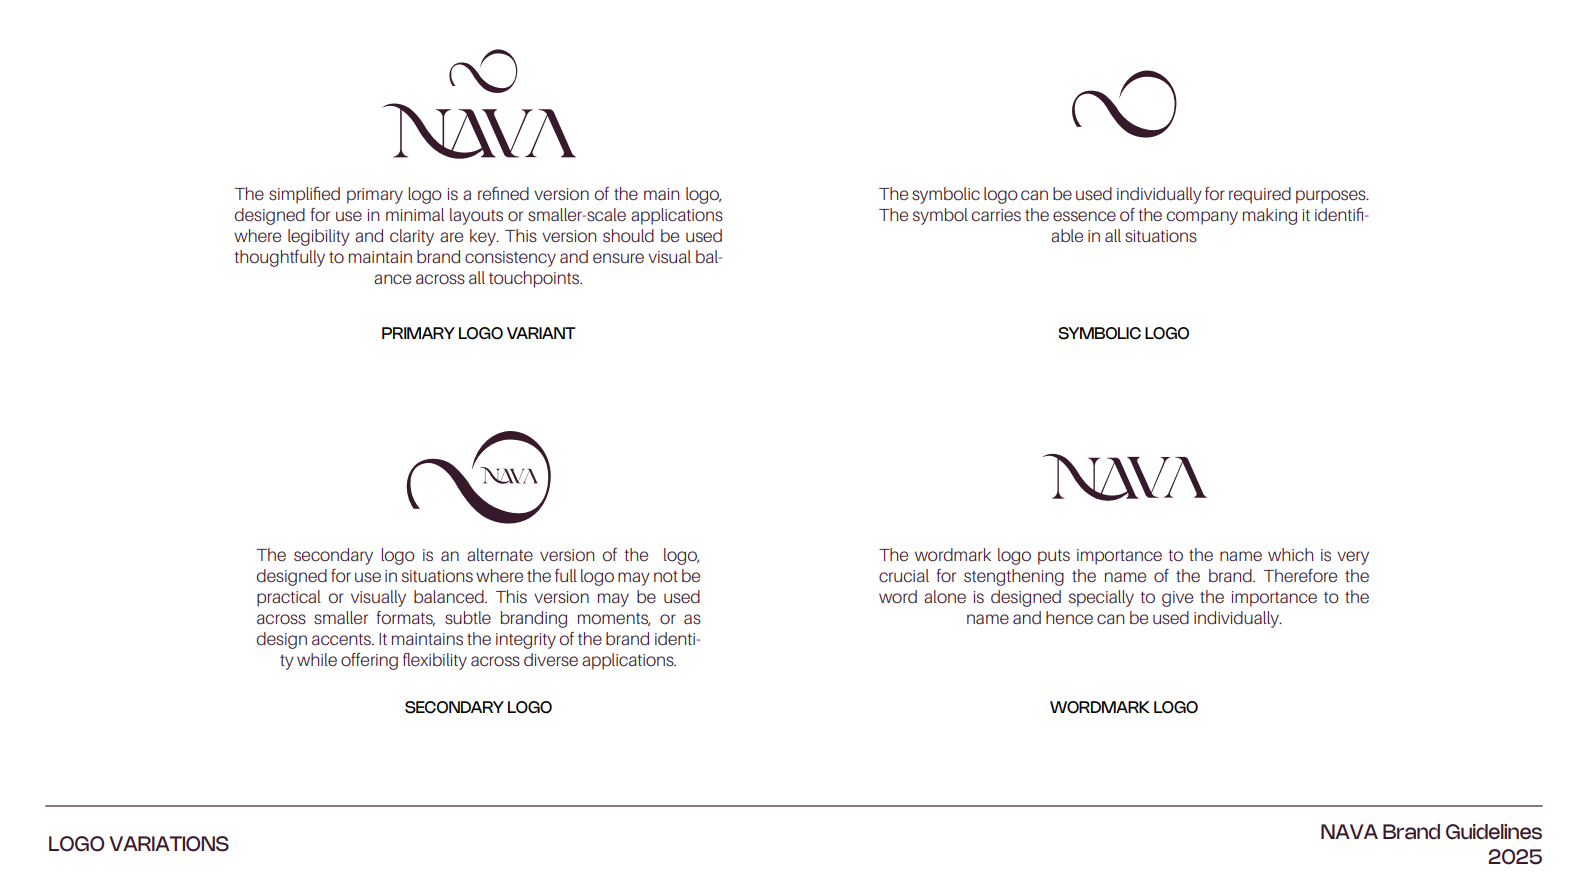 NAVA
The simplified primary logo is a refined version of the main logo,
designed for use in minimal layouts or smaller-scale applications
where legibility and clarity are key. This version should be used
thoughtfully to maintain brand consistency and ensure visual bal-
ance across all touchpoints.
PRIMARY LOGO VARIANT
The symbolic logo can be used individually for required purposes.
The symbol carries the essence of the company making it identifi-
able in all situations
SYMBOLIC LOGO
NAVA
The secondary logo is an alternate version of the  logo,
designed for use in situations where the full logo may not be
practical or visually balanced. This version may be used
across smaller formats, subtle branding moments, or as
design accents. It maintains the integrity of the brand identi-
ty while offering flexibility across diverse applications.
SECONDARY LOGO
NAVA
The wordmark logo puts importance to the name which is very
crucial for stengthening the name of the brand. Therefore the
word alone is designed specially to give the importance to the
name and hence can be used individually.
WORDMARK LOGO
LOGO VARIATIONS
NAVA Brand Guidelines
2025